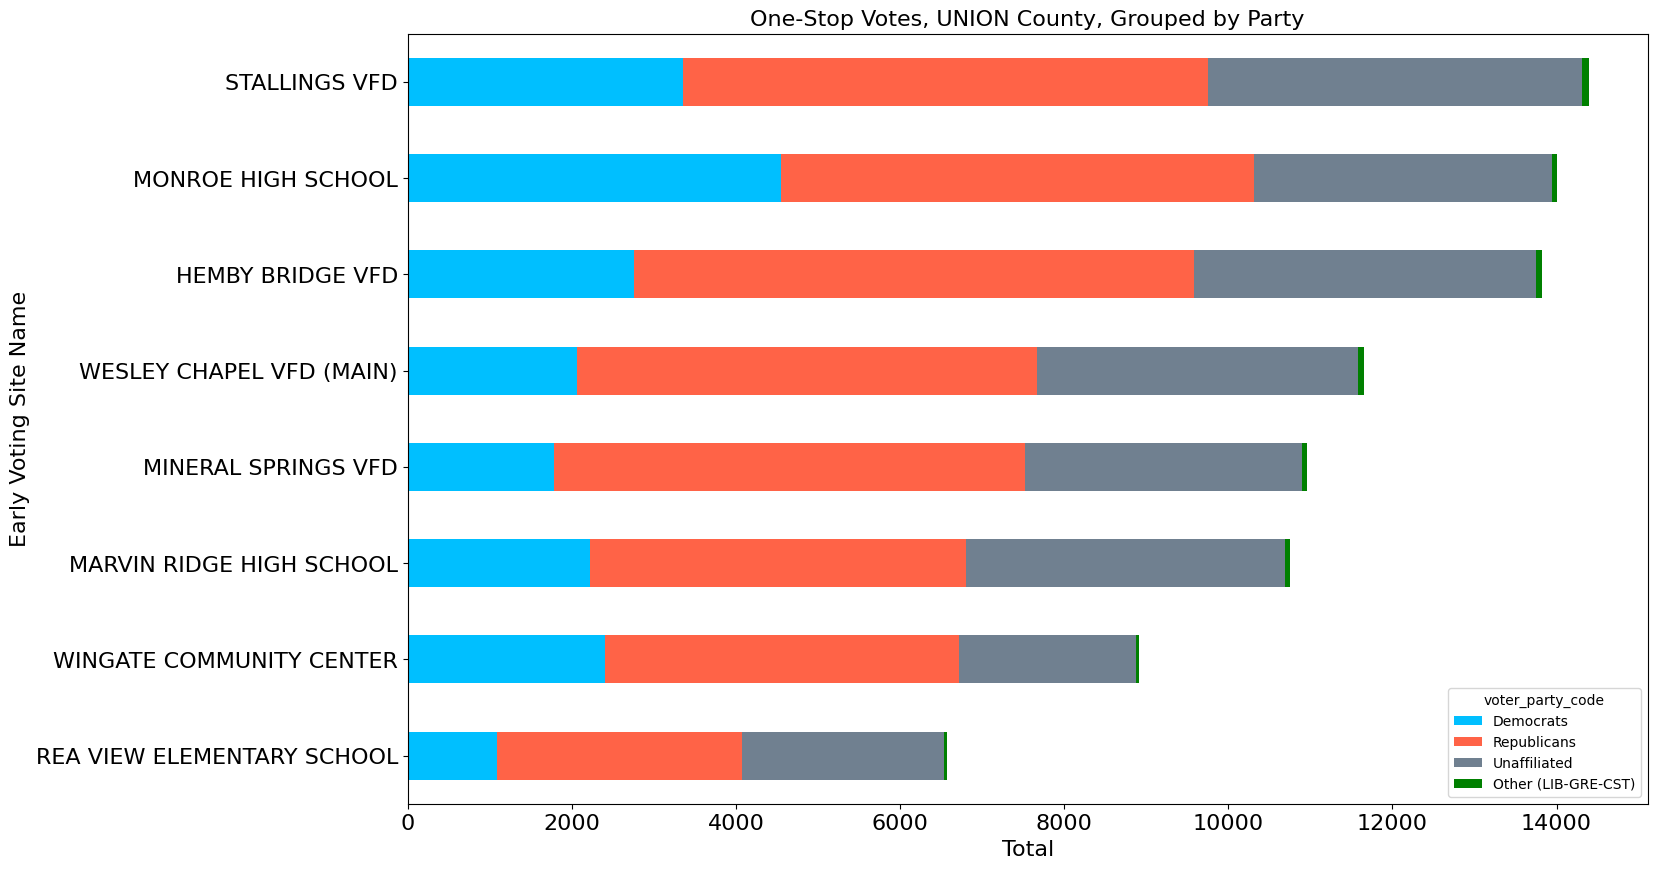 One-Stop Votes, UNION County, Grouped by Party
Early Voting Site Name
STALLINGS VFD
MONROE HIGH SCHOOL
HEMBY BRIDGE VFD
WESLEY CHAPEL VFD (MAIN)
MINERAL SPRINGS VFD
MARVIN RIDGE HIGH SCHOOL
WINGATE COMMUNITY CENTER
REA VIEW ELEMENTARY SCHOOL
voter_party_code
Democrats
Republicans
Unaffiliated
Other (LIB-GRE-CST)
0 2000 4000 6000 8000 10000 12000 14000
Total